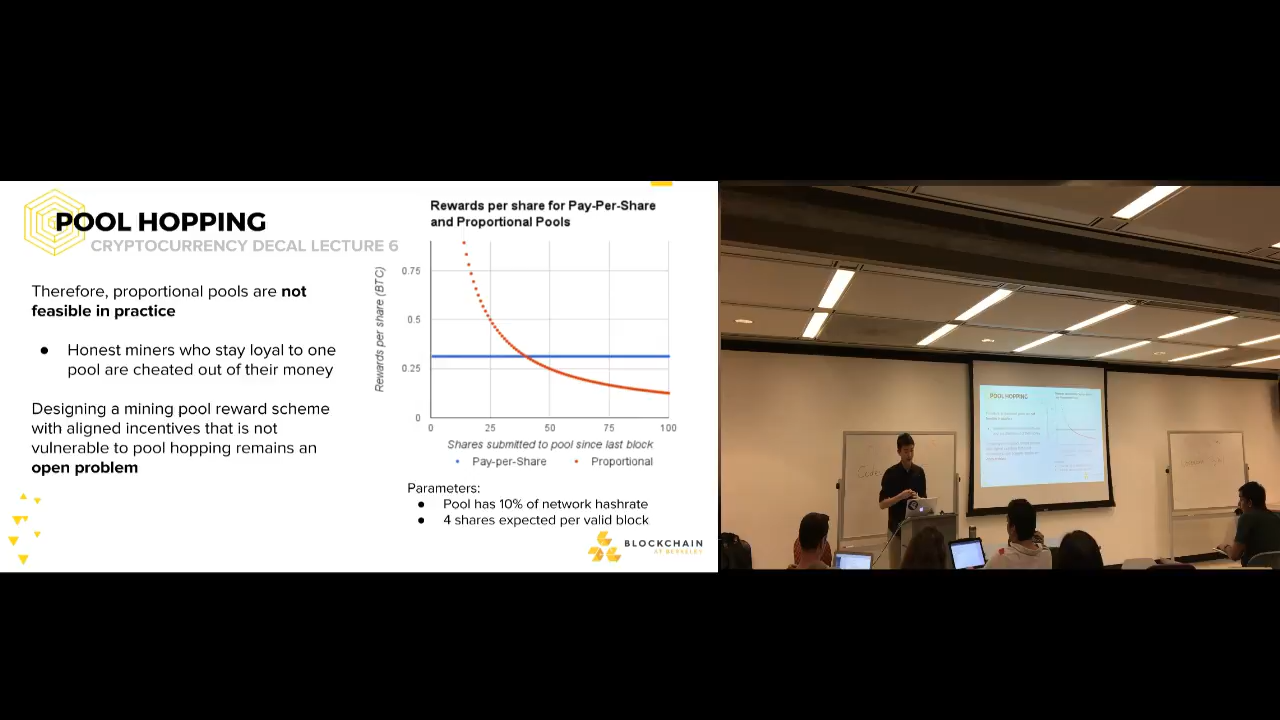 POOL HOPPING
CRYPTOCURRENCY DECAL LECTURE 6
Therefore, proportional pools are not
feasible in practice
● Honest miners who stay loyal to one
pool are cheated out of their money
Designing a mining pool reward scheme
with aligned incentives that is not
vulnerable to pool hopping remains an
open problem
Rewards per share for Pay-Per-Share
and Proportional Pools
Rewards per share (BTC)
0.75
0.5
0.25
0
0 25 50 75 100
Shares submitted to pool since last block
Pay-per-Share Proportional
Parameters:
● Pool has 10% of network hashrate
● 4 shares expected per valid block
BLOCKCHAIN
AT BERKELEY
POOL HOPPING